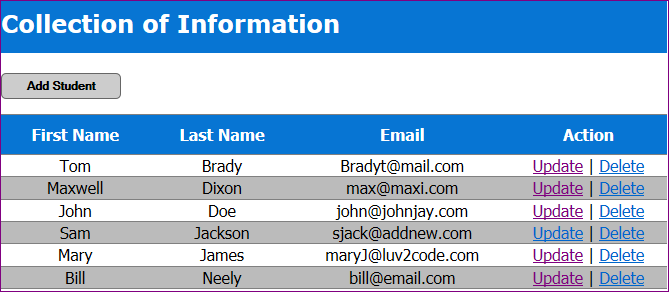 Collection of Information
Add Student
First Name Last Name Email Action
Tom Brady Bradyt@mail.com Update | Delete
Maxwell Dixon max@maxi.com Update | Delete
John Doe john@johnjay.com Update | Delete
Sam Jackson sjack@addnew.com Update | Delete
Mary James maryJ@luv2code.com Update | Delete
Bill Neely bill@email.com Update | Delete